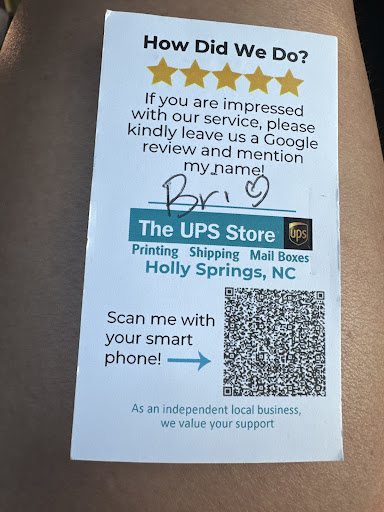 How Did We Do?
If you are impressed
with our service, please
kindly leave us a Google
review and mention
my name!
Bri
The UPS Store
ups
Printing Shipping Mail Boxes
Holly Springs, NC
Scan me with
your smart
phone!
As an independent local business,
we value your support